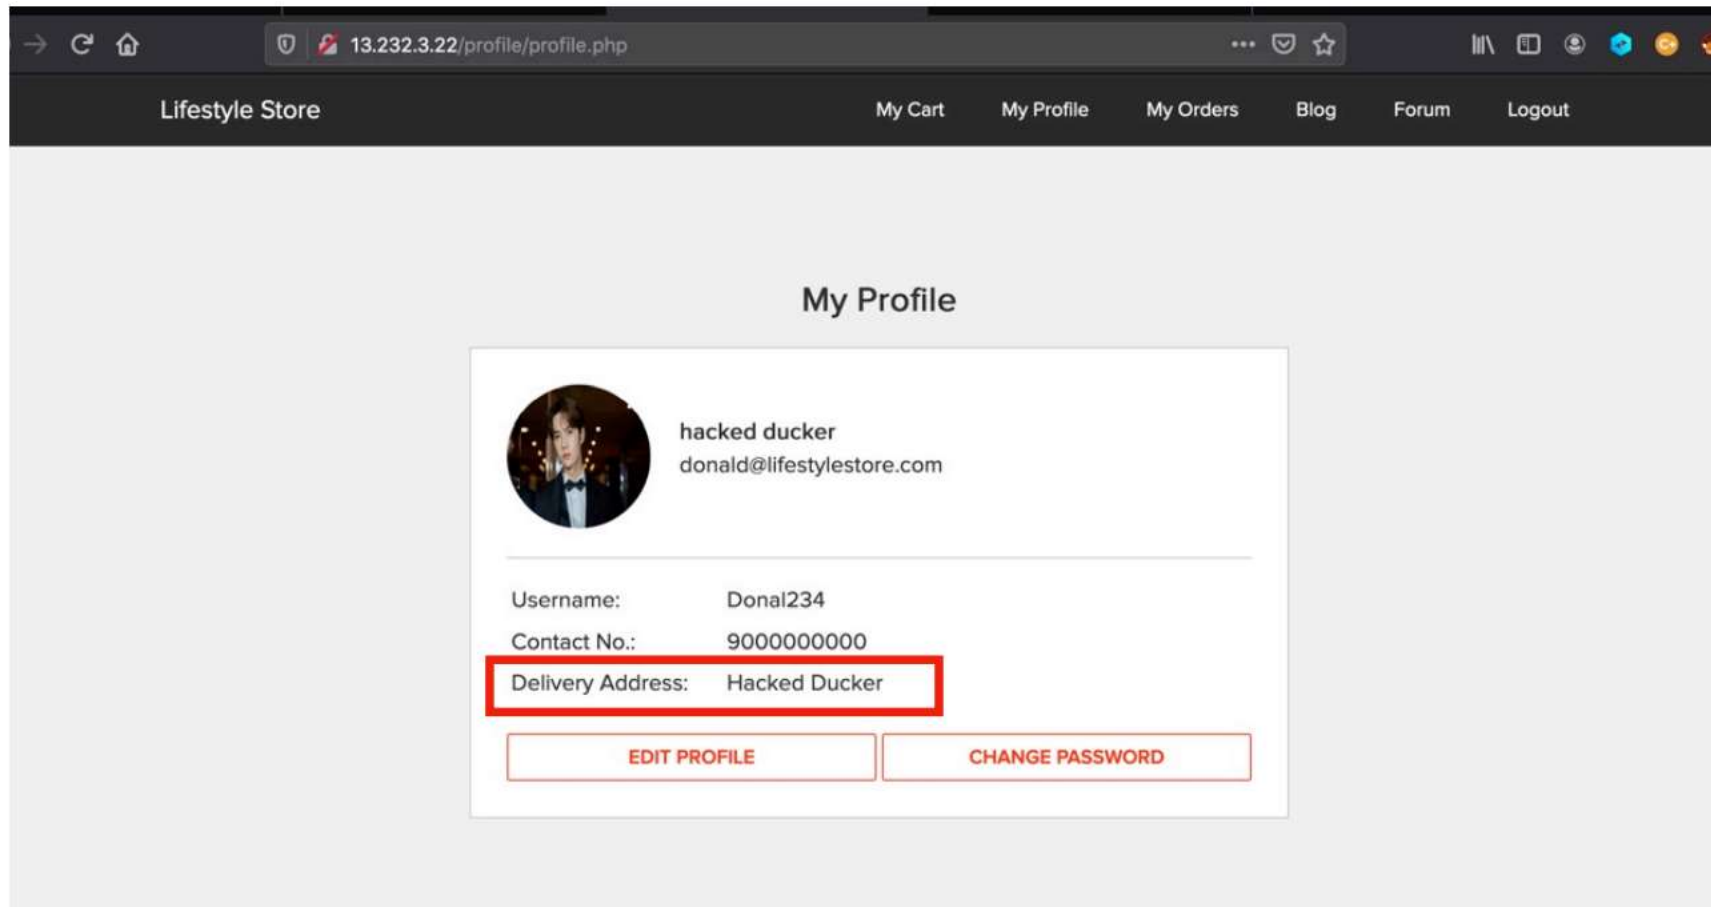 13.232.3.22/profile/profile.php
Lifestyle Store My Cart My Profile My Orders Blog Forum Logout
My Profile
hacked ducker
donald@lifestylestore.com
Username: Donal234
Contact No.: 9000000000
Delivery Address: Hacked Ducker
EDIT PROFILE CHANGE PASSWORD